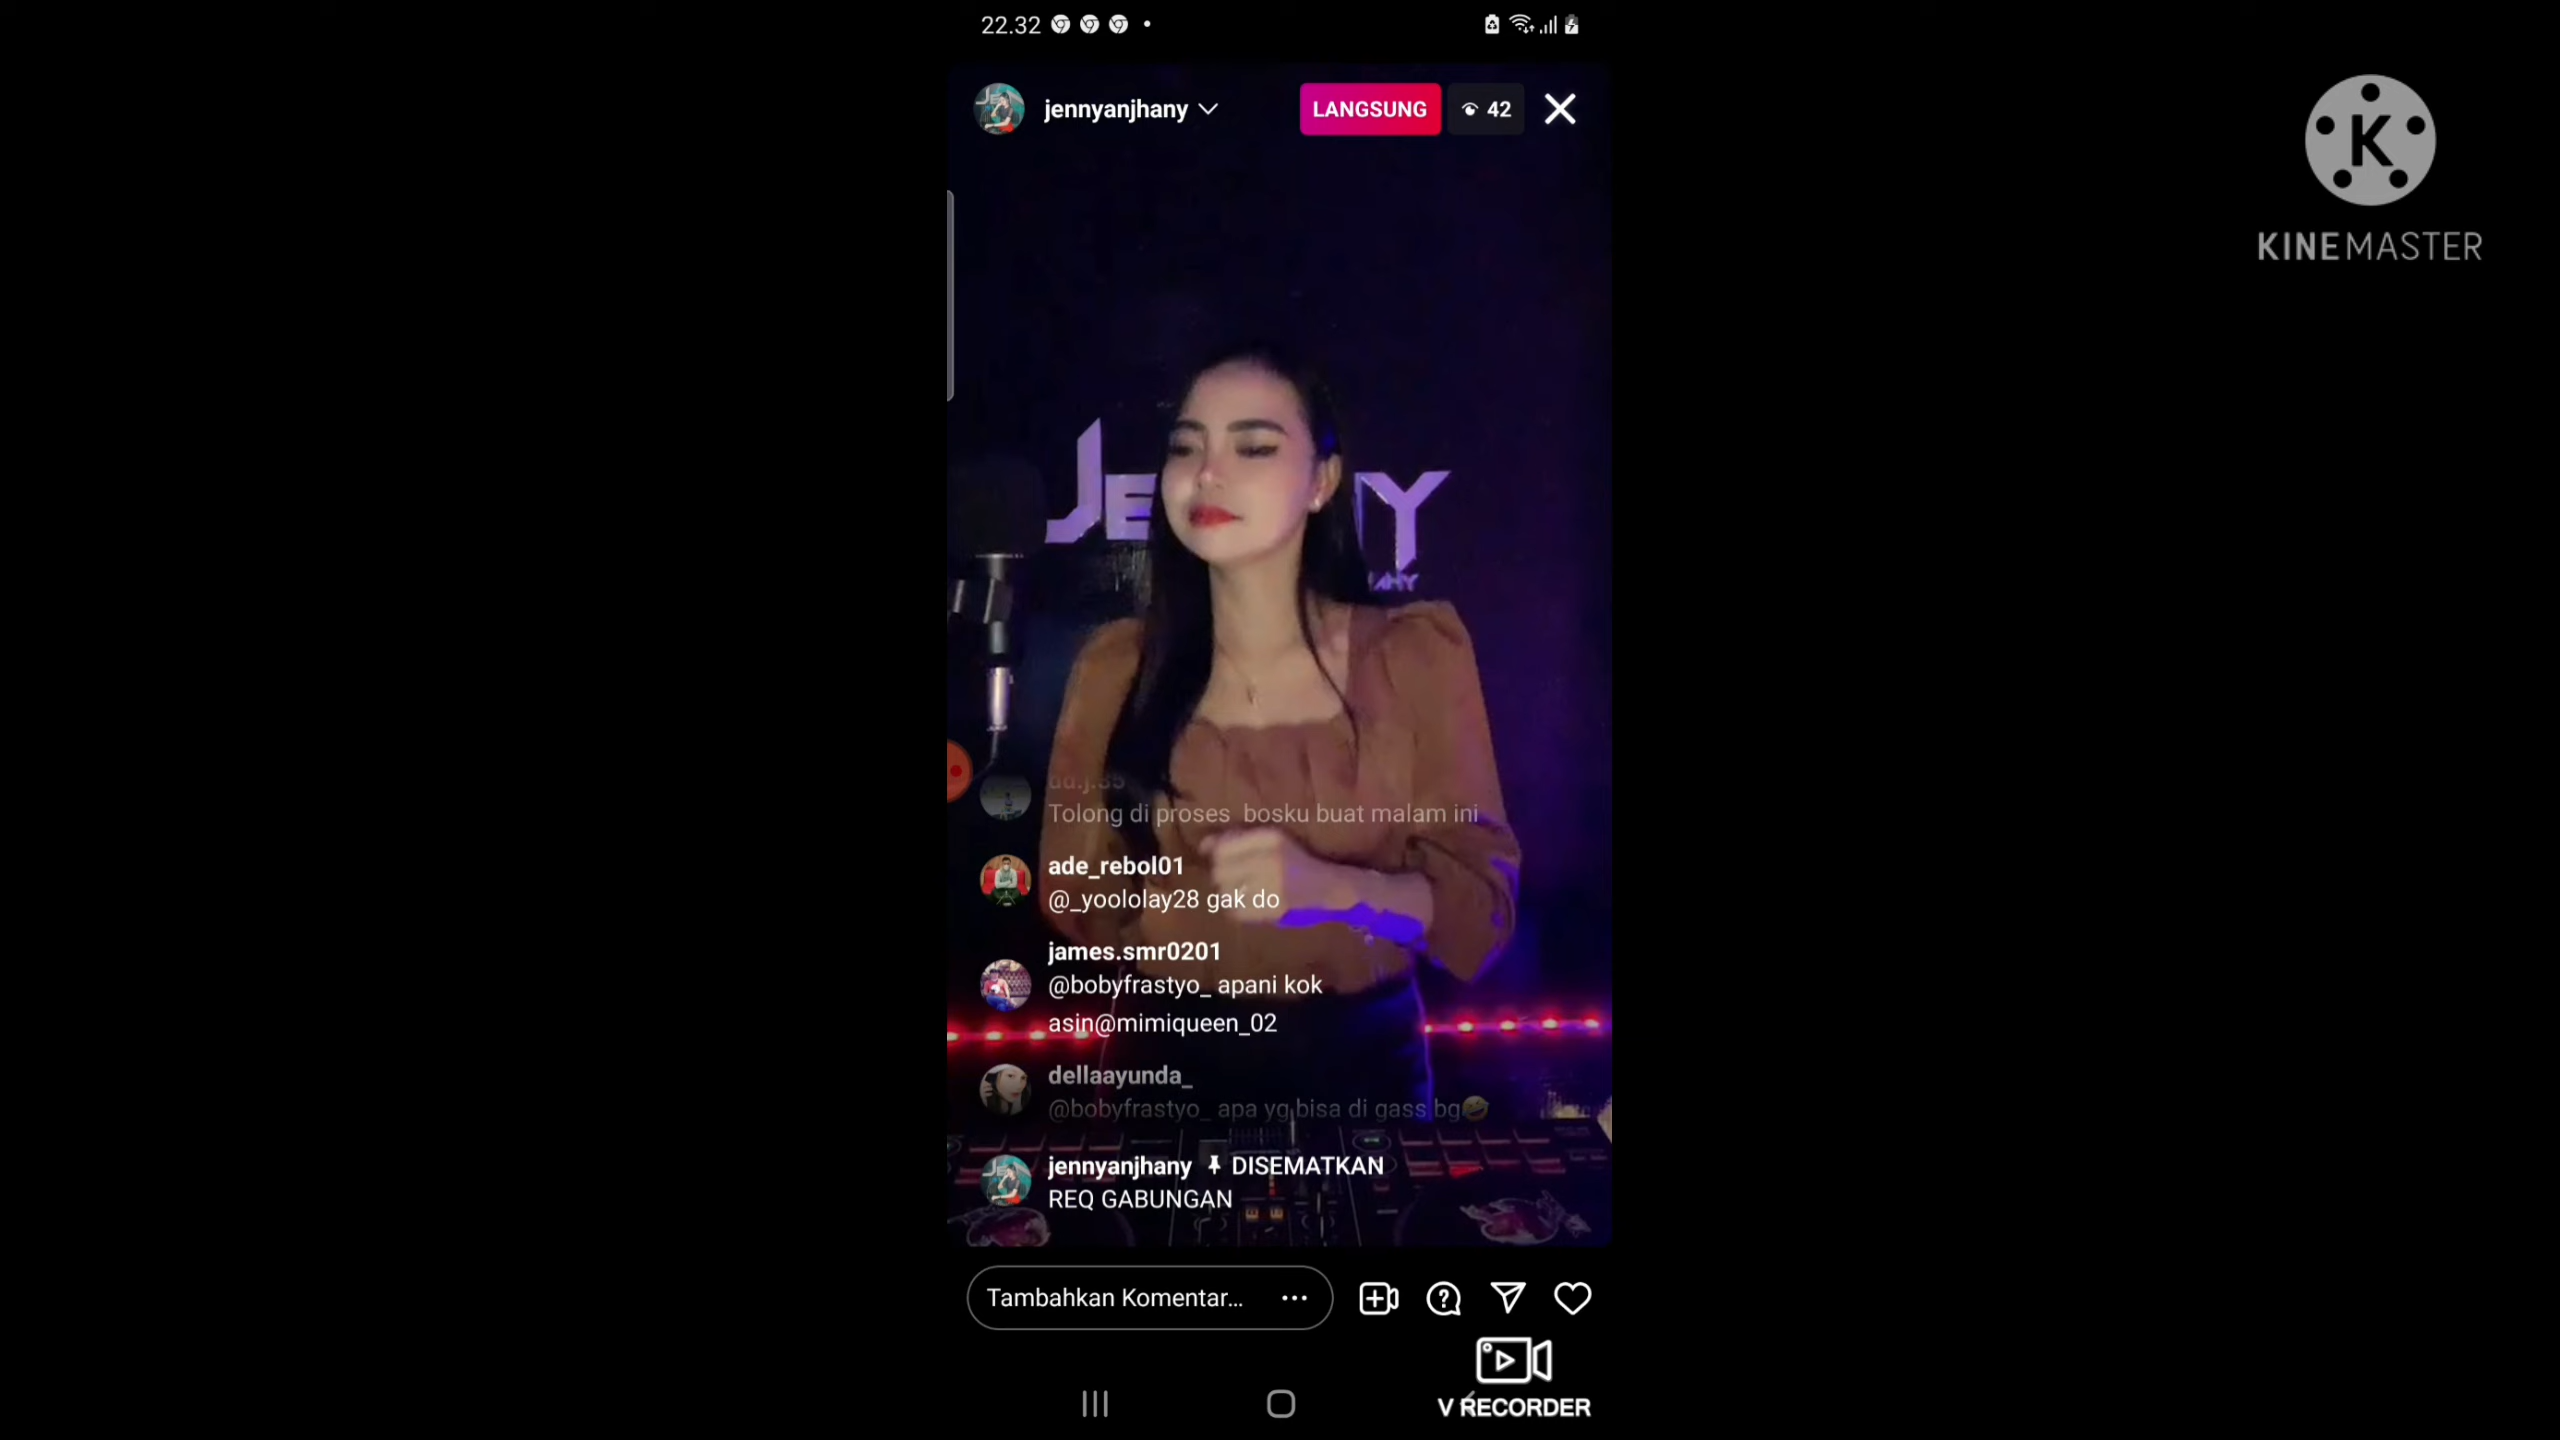 22.32
jennyanjhany
LANGSUNG
42
KINEMASTER
Tolong di proses bosku buat malam ini
ade_rebol01
@_yoololay28 gak do
james.smr0201
@bobyfrastyo_ apani kok
asin@mimiqueen_02
dellaayunda_
@bobyfrastyo_ apa yg bisa di gass bg🤣
jennyanjhany DISEMATKAN
REQ GABUNGAN
Tambahkan Komentar...
V RECORDER